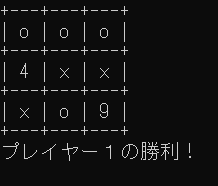 +---+---+---+
| o | o | o |
+---+---+---+
| 4 | x | x |
+---+---+---+
| x | o | 9 |
+---+---+---+
プレイヤー１の勝利！